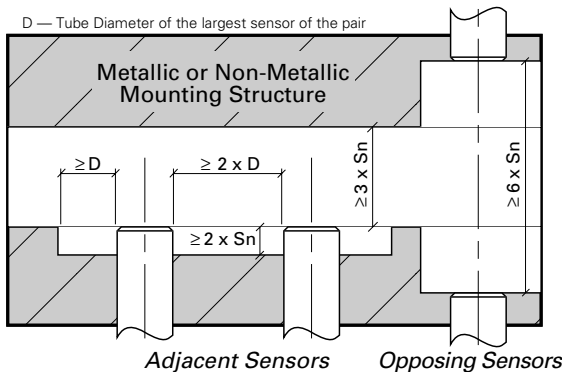 D — Tube Diameter of the largest sensor of the pair
Metallic or Non-Metallic
Mounting Structure
≥D
≥ 2 x D
≥ 3 x Sn
≥ 6 x Sn
≥ 2 x Sn
Adjacent Sensors
Opposing Sensors